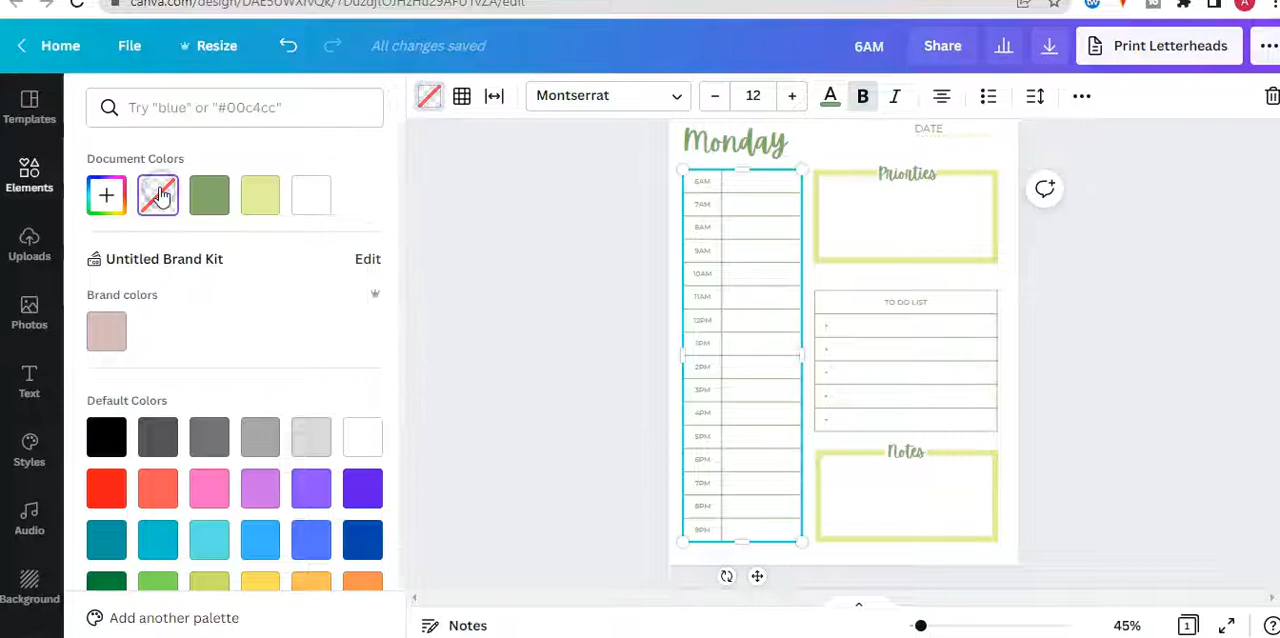 canva.com/design/DAE5UWXIvQk/7DuzdjtOJHzHu29AF01vZA/edit
Home
File
Resize
All changes saved
6AM
Share
Print Letterheads
Templates
Elements
Uploads
Photos
Text
Styles
Audio
Background
Try "blue" or "#00c4cc"
Document Colors
Untitled Brand Kit
Edit
Brand colors
Default Colors
Add another palette
Montserrat
12
A
B
I
Monday
DATE
6AM
7AM
8AM
9AM
10AM
11AM
12PM
1PM
2PM
3PM
4PM
5PM
6PM
7PM
8PM
9PM
Priorties
TO DO LIST
Notes
Notes
45%
1